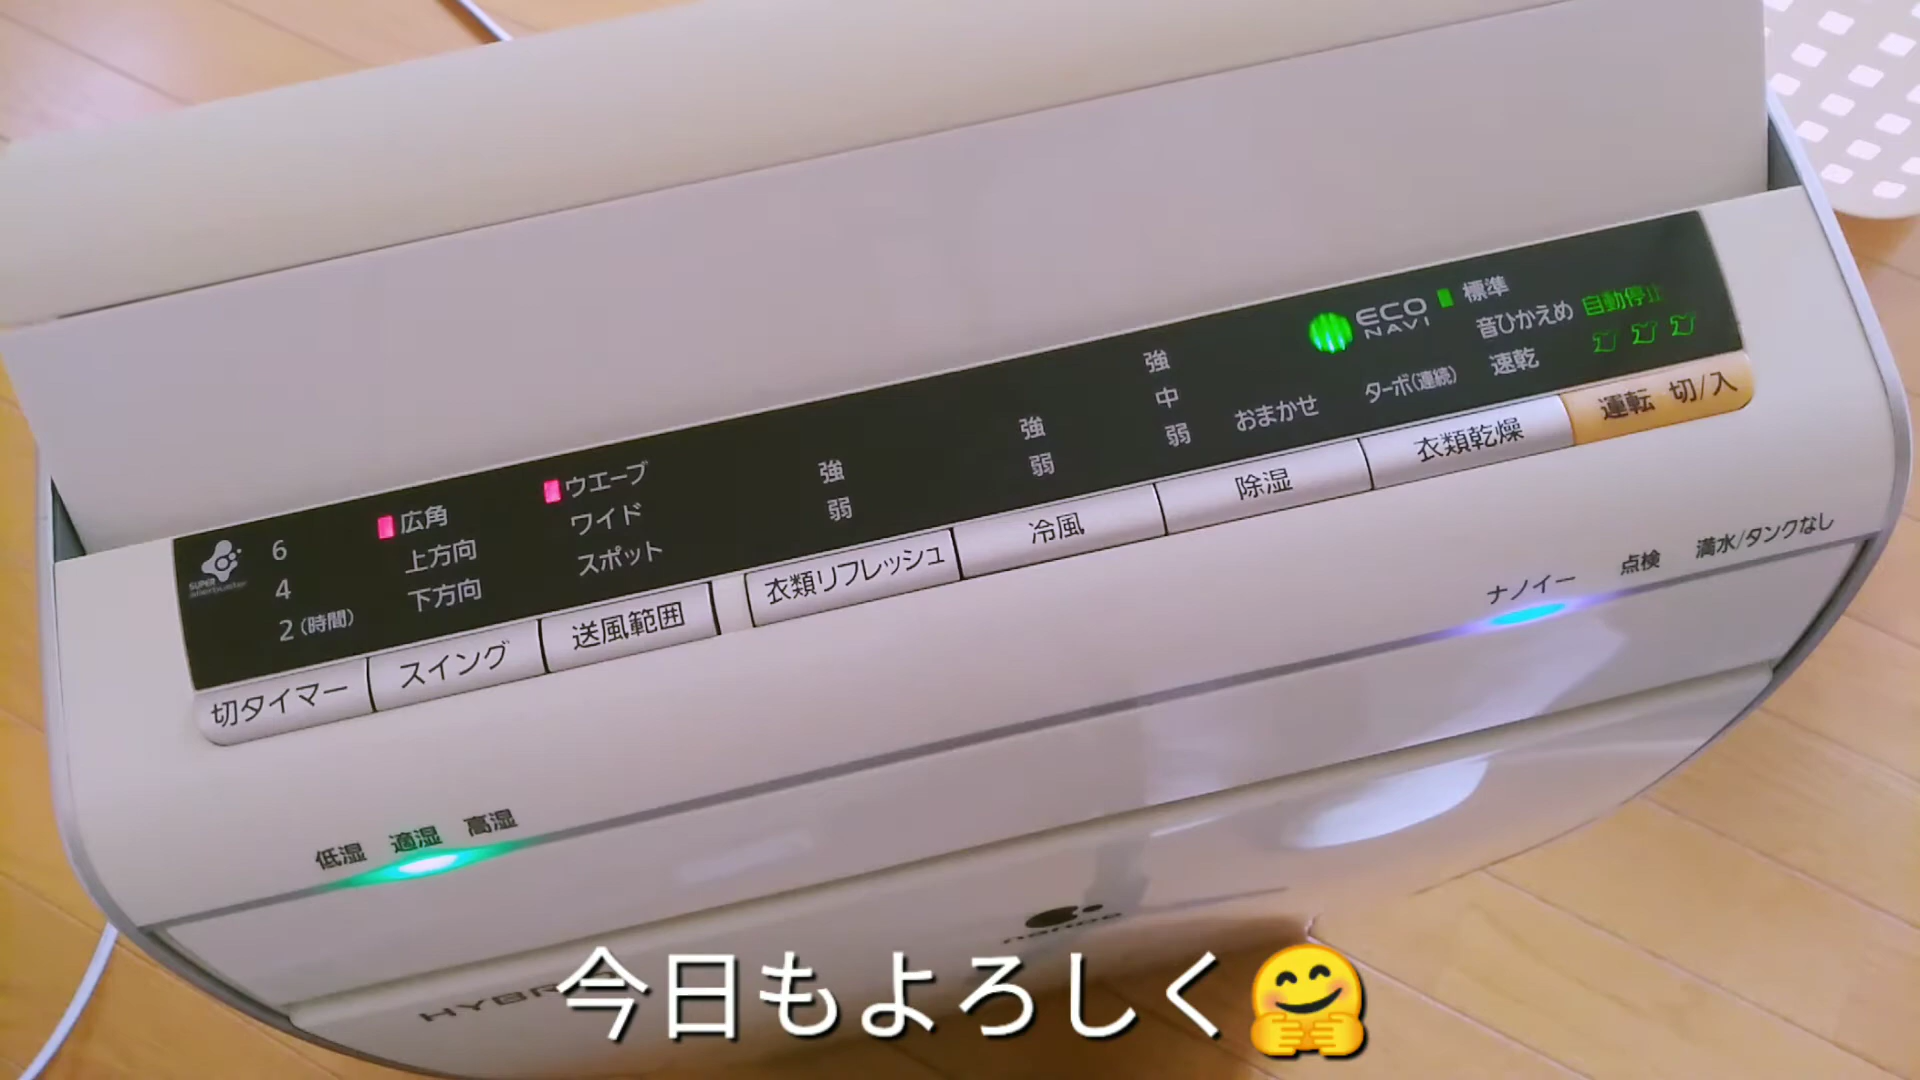 SUPER
allerbuster
6
4
2(時間)
広角
上方向
下方向
ウエーブ
ワイド
スポット
強
弱
強
弱
強
中
弱
おまかせ
ECO
NAVI
ターボ(連続)
標準
音ひかえめ
速乾
自動停止
切タイマー
スイング
送風範囲
衣類リフレッシュ
冷風
除湿
衣類乾燥
運転 切/入
ナノイー
点検
満水/タンクなし
低湿
適湿
高湿
nanoe
今日もよろしく🤗